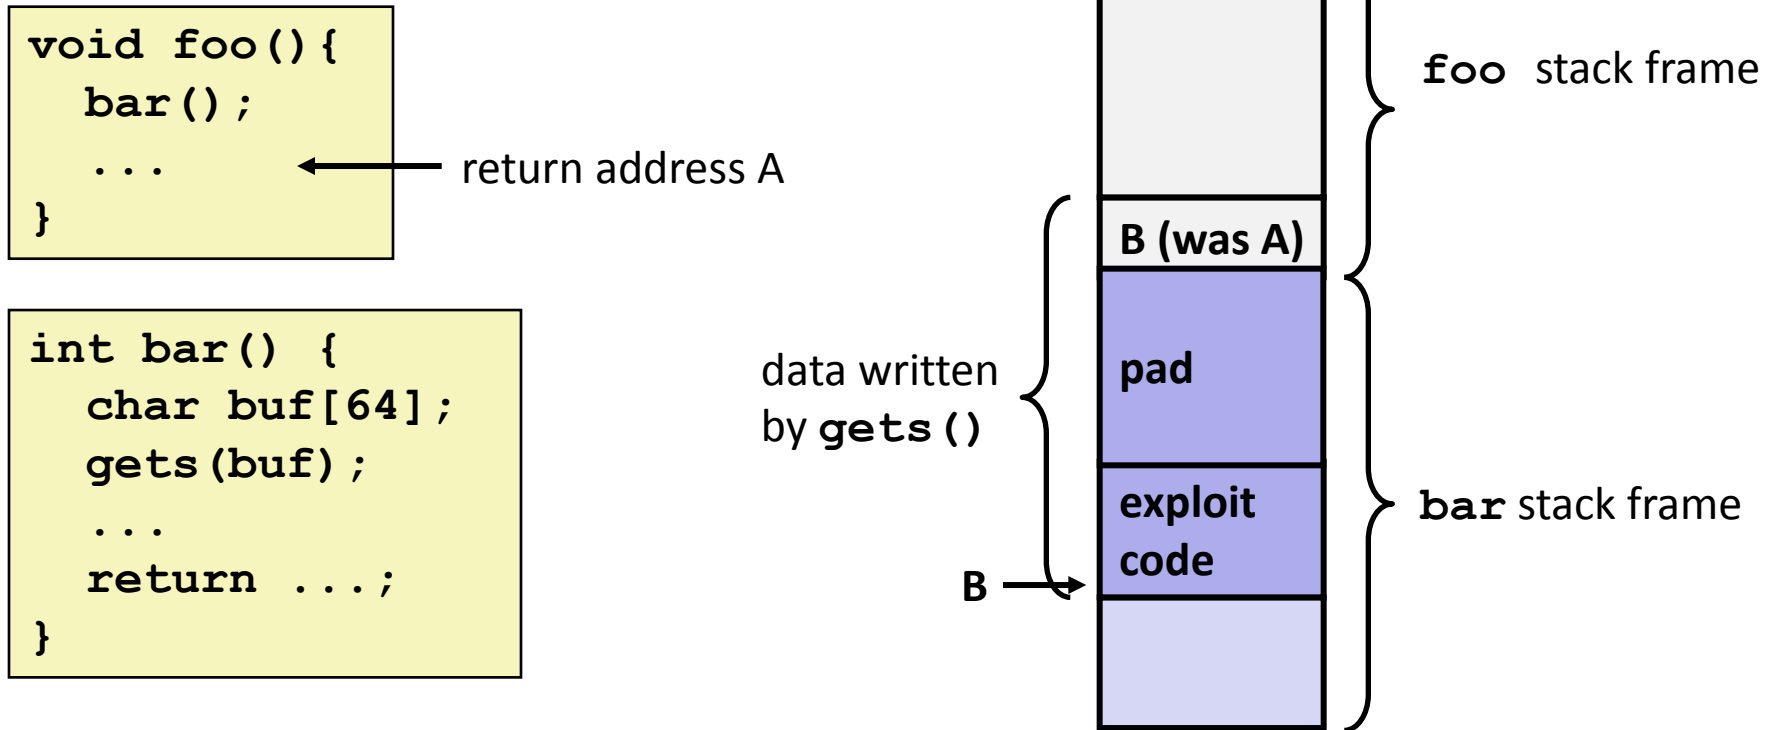 void foo(){
  bar();
  ...
}
return address A
int bar() {
  char buf[64];
  gets(buf);
  ...
  return ...;
}
foo stack frame
B (was A)
data written
by gets()
pad
exploit
code
B
bar stack frame